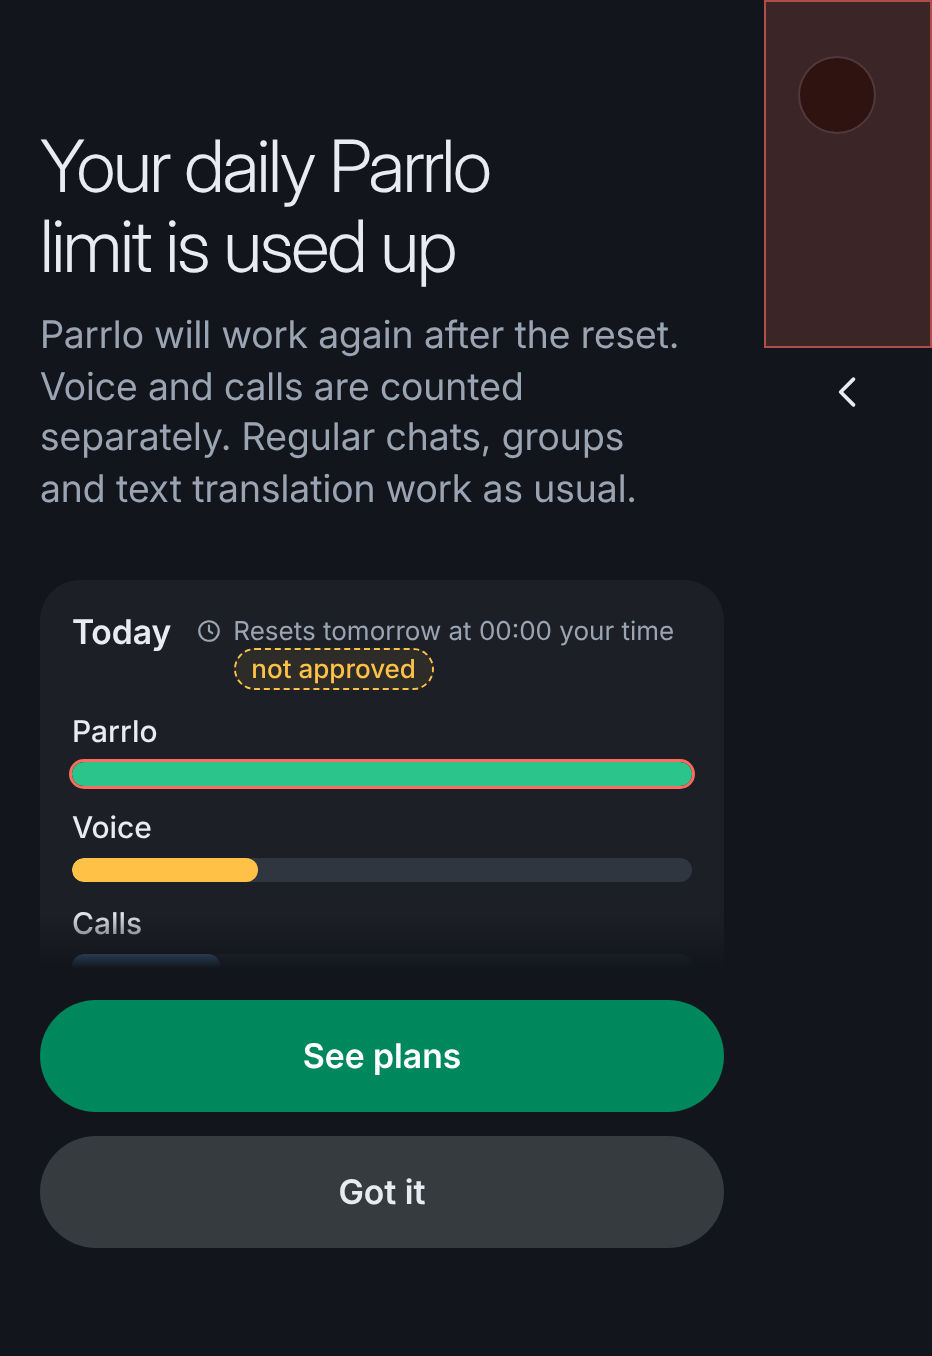 Your daily Parrlo
limit is used up
Parrlo will work again after the reset.
Voice and calls are counted
separately. Regular chats, groups
and text translation work as usual.
Today
Resets tomorrow at 00:00 your time
not approved
Parrlo
Voice
Calls
See plans
Got it